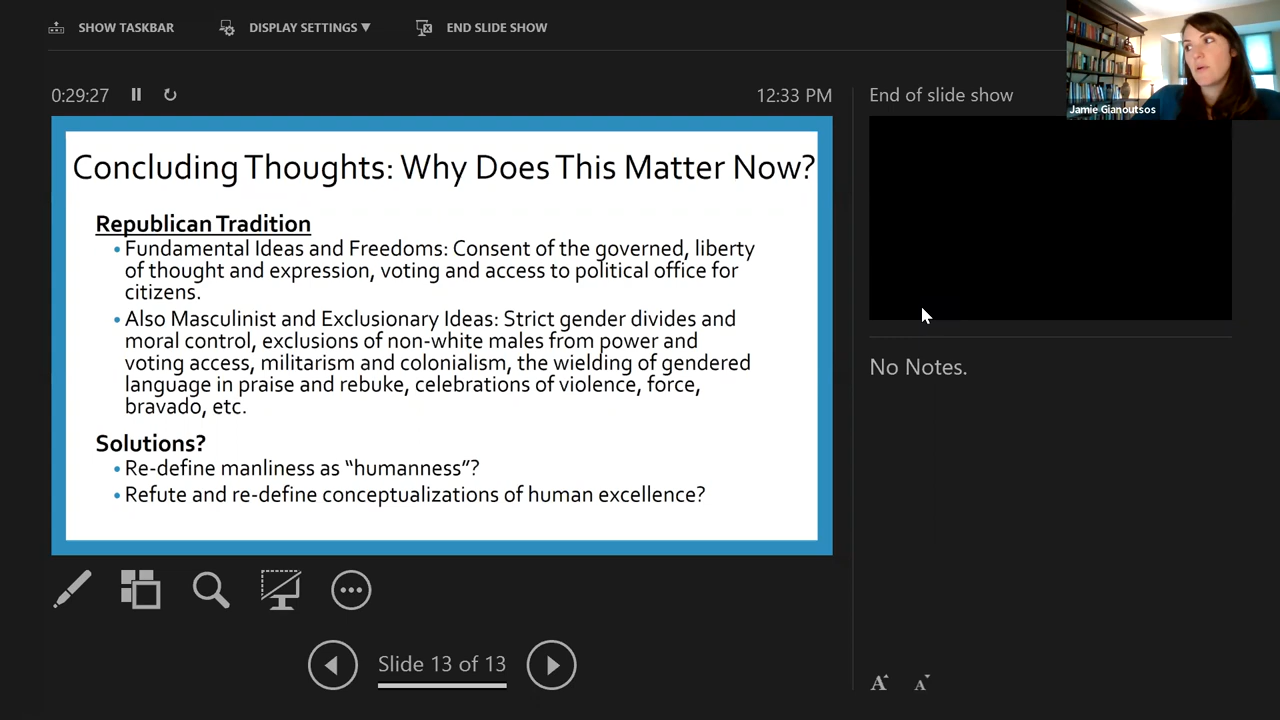 SHOW TASKBAR
DISPLAY SETTINGS ▼
END SLIDE SHOW
Jamie Gianoutsos
0:29:27
12:33 PM
End of slide show
Concluding Thoughts: Why Does This Matter Now?
Republican Tradition
• Fundamental Ideas and Freedoms: Consent of the governed, liberty
of thought and expression, voting and access to political office for
citizens.
• Also Masculinist and Exclusionary Ideas: Strict gender divides and
moral control, exclusions of non-white males from power and
voting access, militarism and colonialism, the wielding of gendered
language in praise and rebuke, celebrations of violence, force,
bravado, etc.
Solutions?
• Re-define manliness as “humanness”?
• Refute and re-define conceptualizations of human excellence?
No Notes.
Slide 13 of 13
A
A